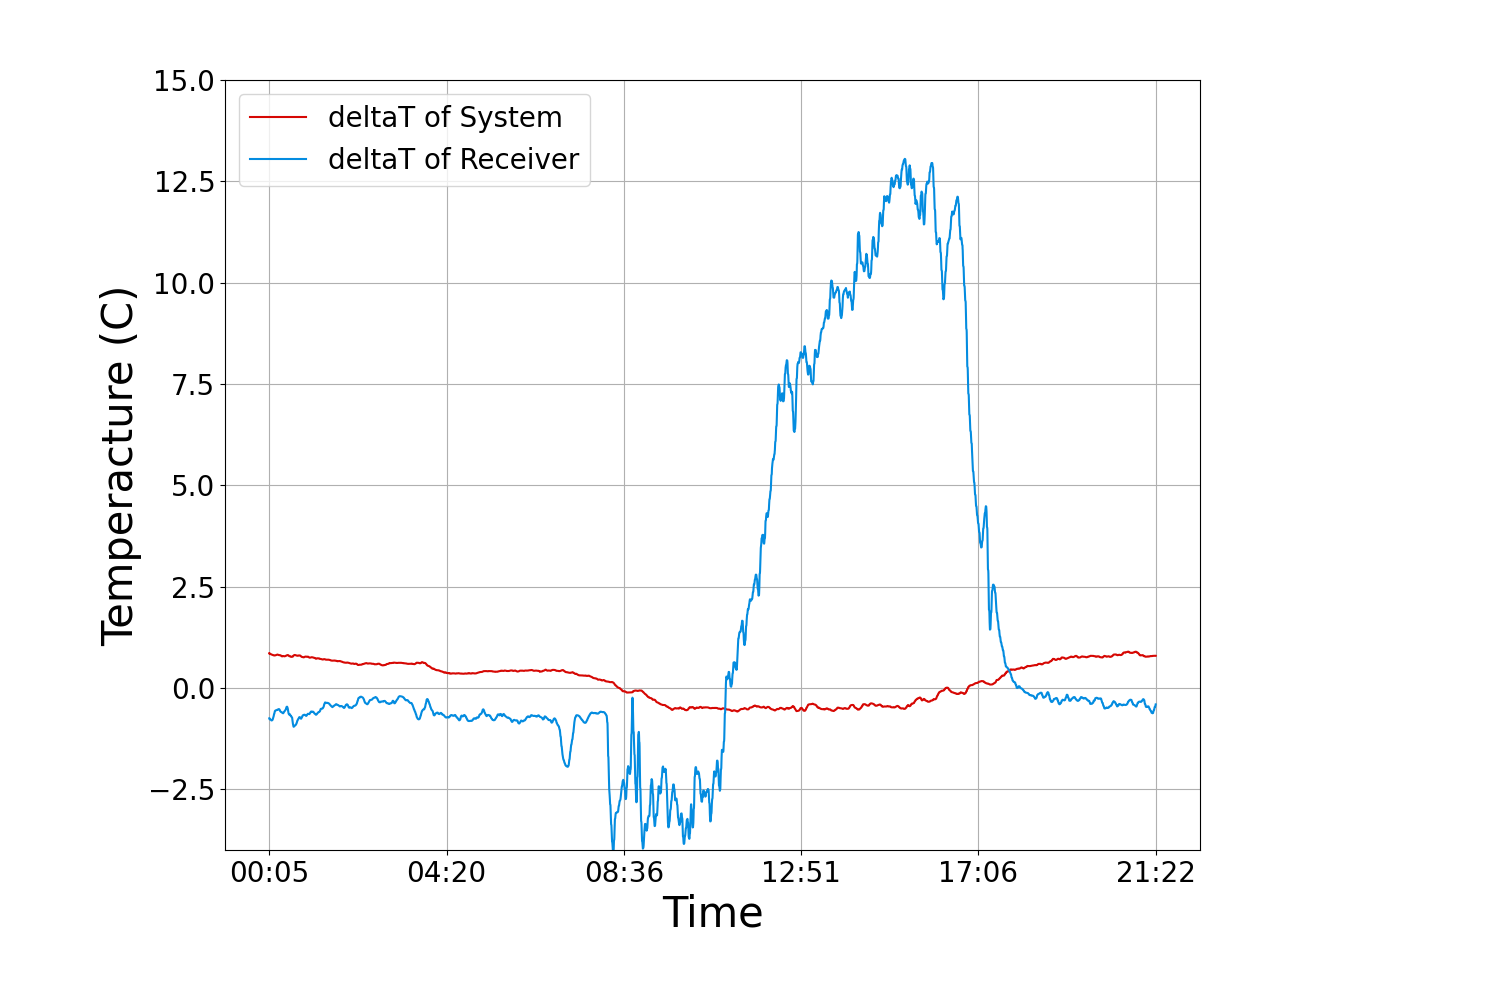 deltaT of System
deltaT of Receiver
Temperacture (C)
15.0
12.5
10.0
7.5
5.0
2.5
0.0
−2.5
00:05 04:20 08:36 12:51 17:06 21:22
Time